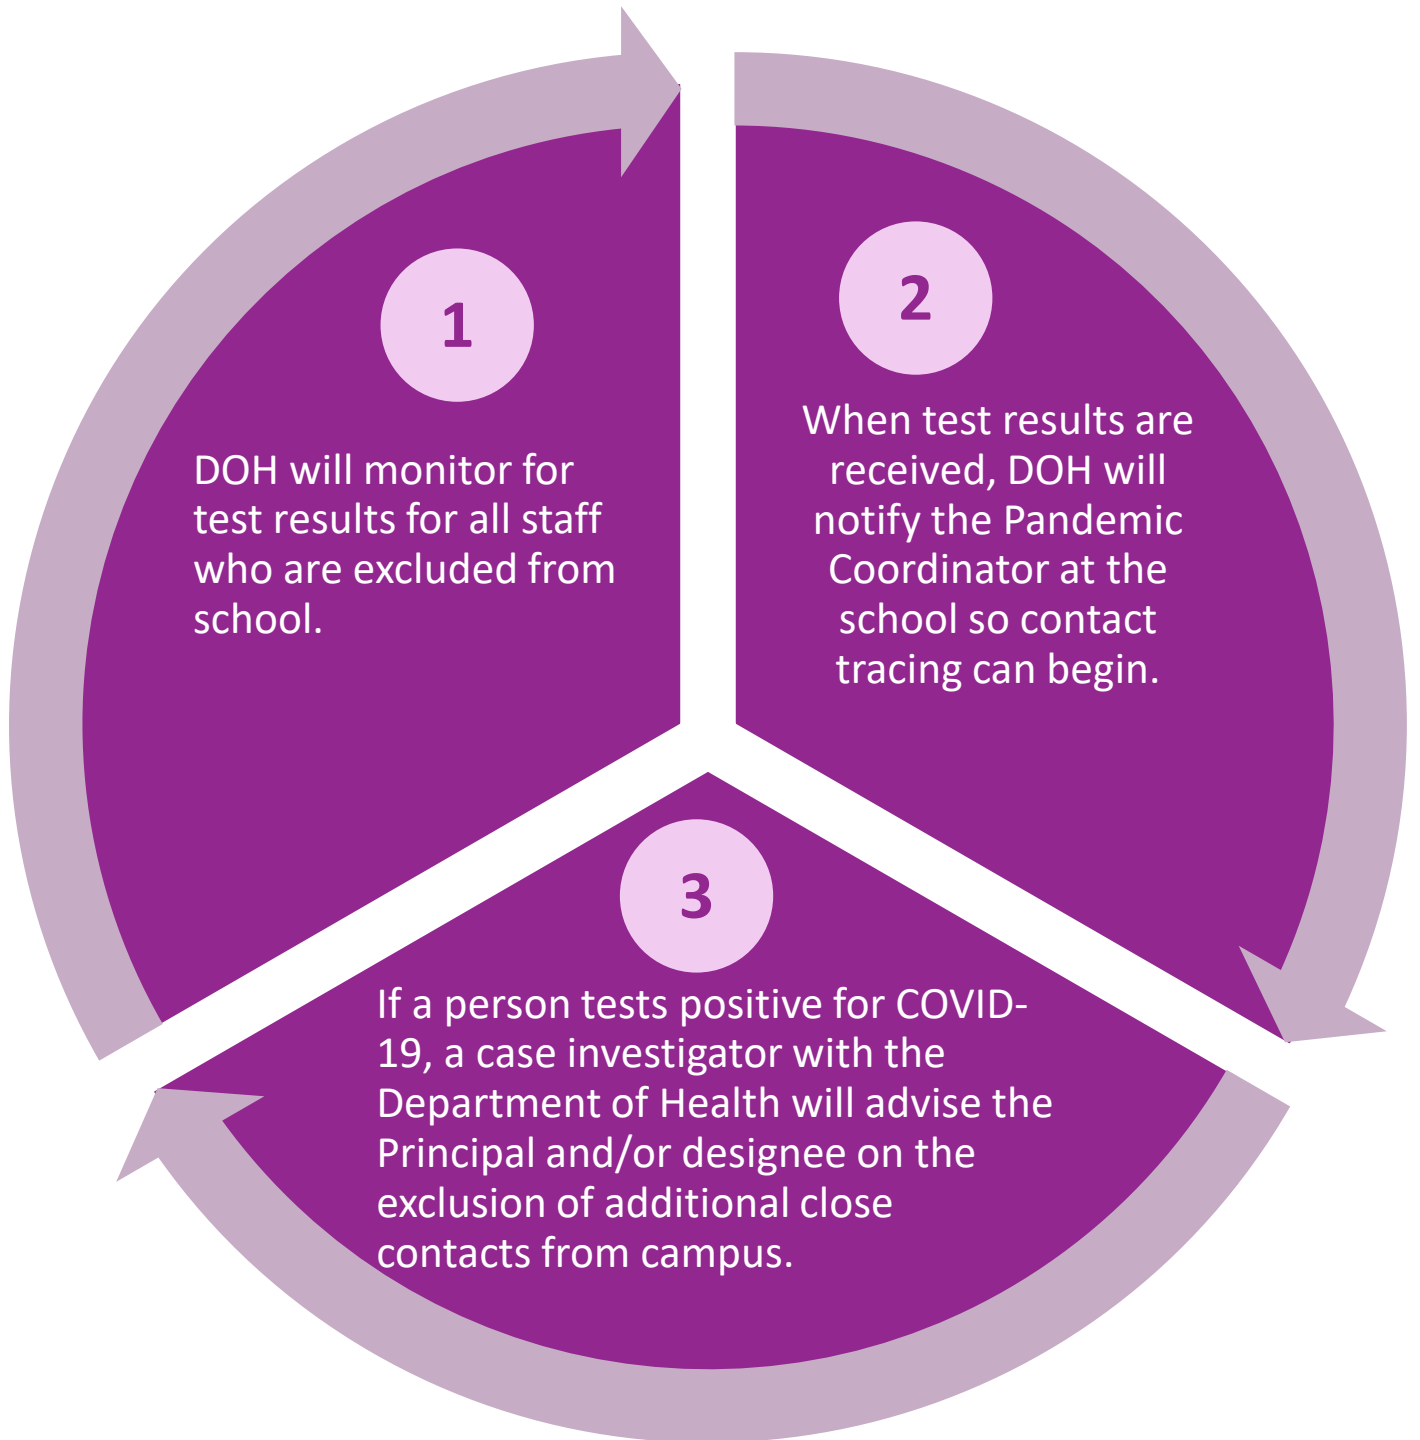 1
DOH will monitor for
test results for all staff
who are excluded from
school.
2
When test results are
received, DOH will
notify the Pandemic
Coordinator at the
school so contact
tracing can begin.
3
If a person tests positive for COVID-
19, a case investigator with the
Department of Health will advise the
Principal and/or designee on the
exclusion of additional close
contacts from campus.